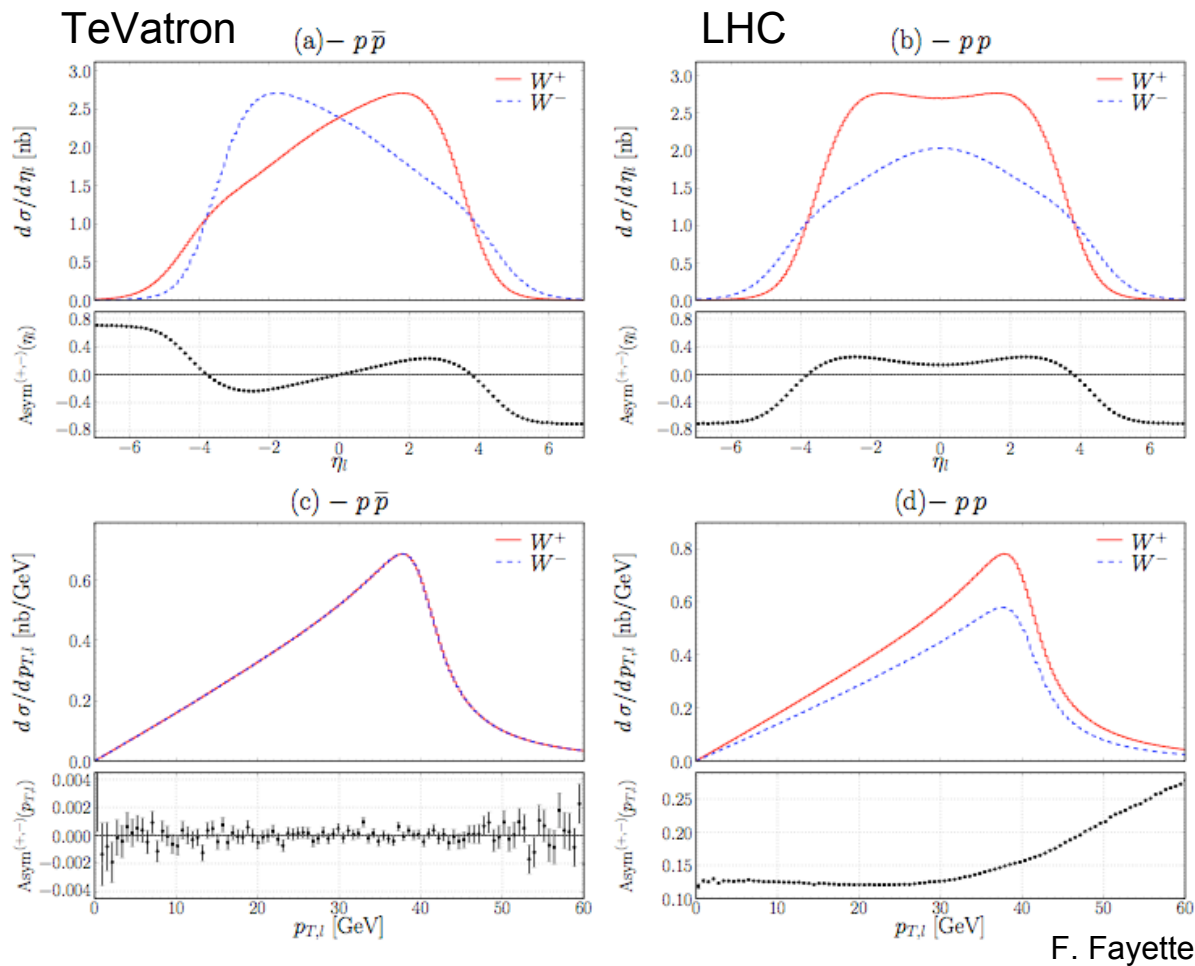 TeVatron
LHC
(a)− p p̅
(b) − p p
W⁺
W⁻
W⁺
W⁻
dσ/dη_l [nb]
3.0
2.5
2.0
1.5
1.0
0.5
0.0
dσ/dη_l [nb]
3.0
2.5
2.0
1.5
1.0
0.5
0.0
Asym^(+,−)(η_l)
0.8
0.4
0.0
−0.4
−0.8
−6 −4 −2 0 2 4 6
η_l
Asym^(+,−)(η_l)
0.8
0.4
0.0
−0.4
−0.8
−6 −4 −2 0 2 4 6
η_l
(c) − p p̅
(d)− p p
W⁺
W⁻
W⁺
W⁻
dσ/dp_T,l [nb/GeV]
0.6
0.4
0.2
0.0
dσ/dp_T,l [nb/GeV]
0.8
0.6
0.4
0.2
0.0
Asym^(+,−)(p_T,l)
0.004
0.002
0.000
−0.002
−0.004
0 10 20 30 40 50 60
p_T,l [GeV]
Asym^(+,−)(p_T,l)
0.25
0.20
0.15
0.10
0 10 20 30 40 50 60
p_T,l [GeV]
F. Fayette